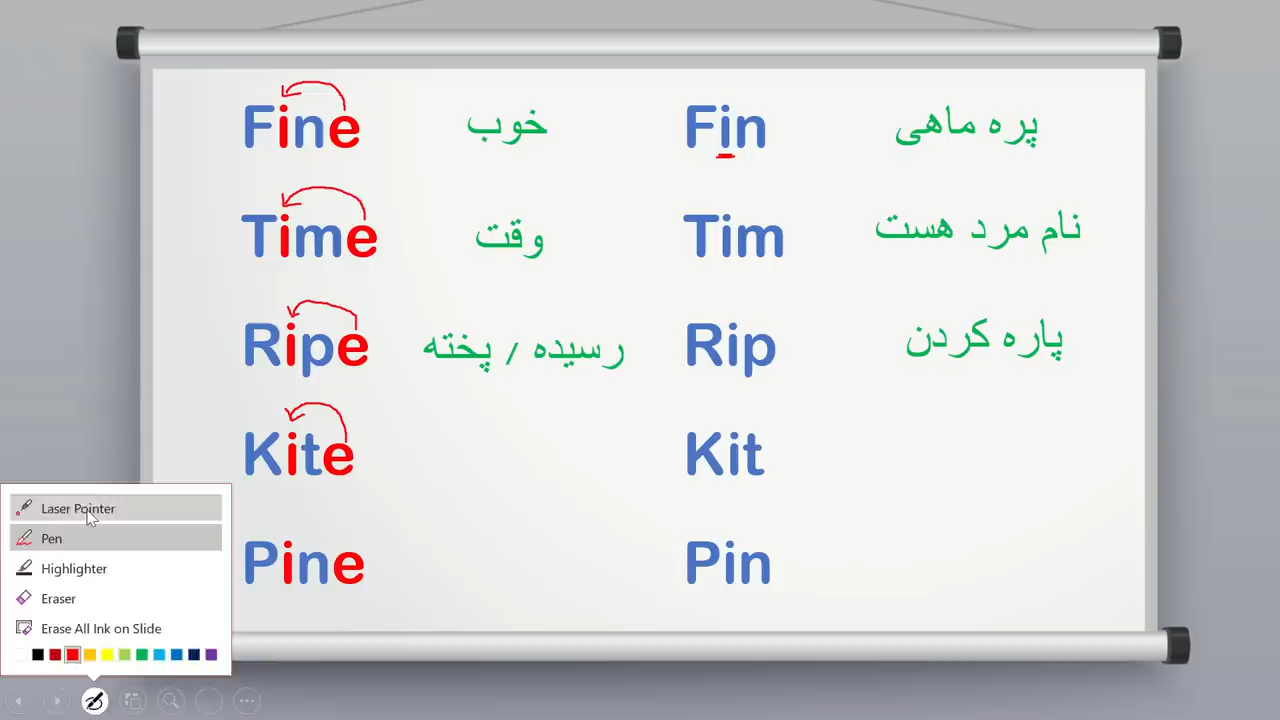 Fine خوب Fin پره ماهی
Time وقت Tim نام مرد هست
Ripe رسیده / پخته Rip پاره کردن
Kite Kit
Pine Pin
Laser Pointer
Pen
Highlighter
Eraser
Erase All Ink on Slide